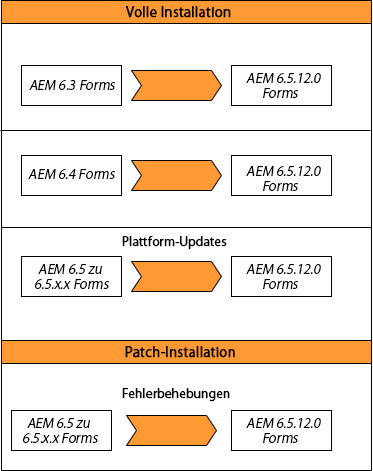 Volle Installation
AEM 6.3 Forms
AEM 6.5.12.0
Forms
AEM 6.4 Forms
AEM 6.5.12.0
Forms
Plattform-Updates
AEM 6.5 zu
6.5.x.x Forms
AEM 6.5.12.0
Forms
Patch-Installation
Fehlerbehebungen
AEM 6.5 zu
6.5.x.x Forms
AEM 6.5.12.0
Forms